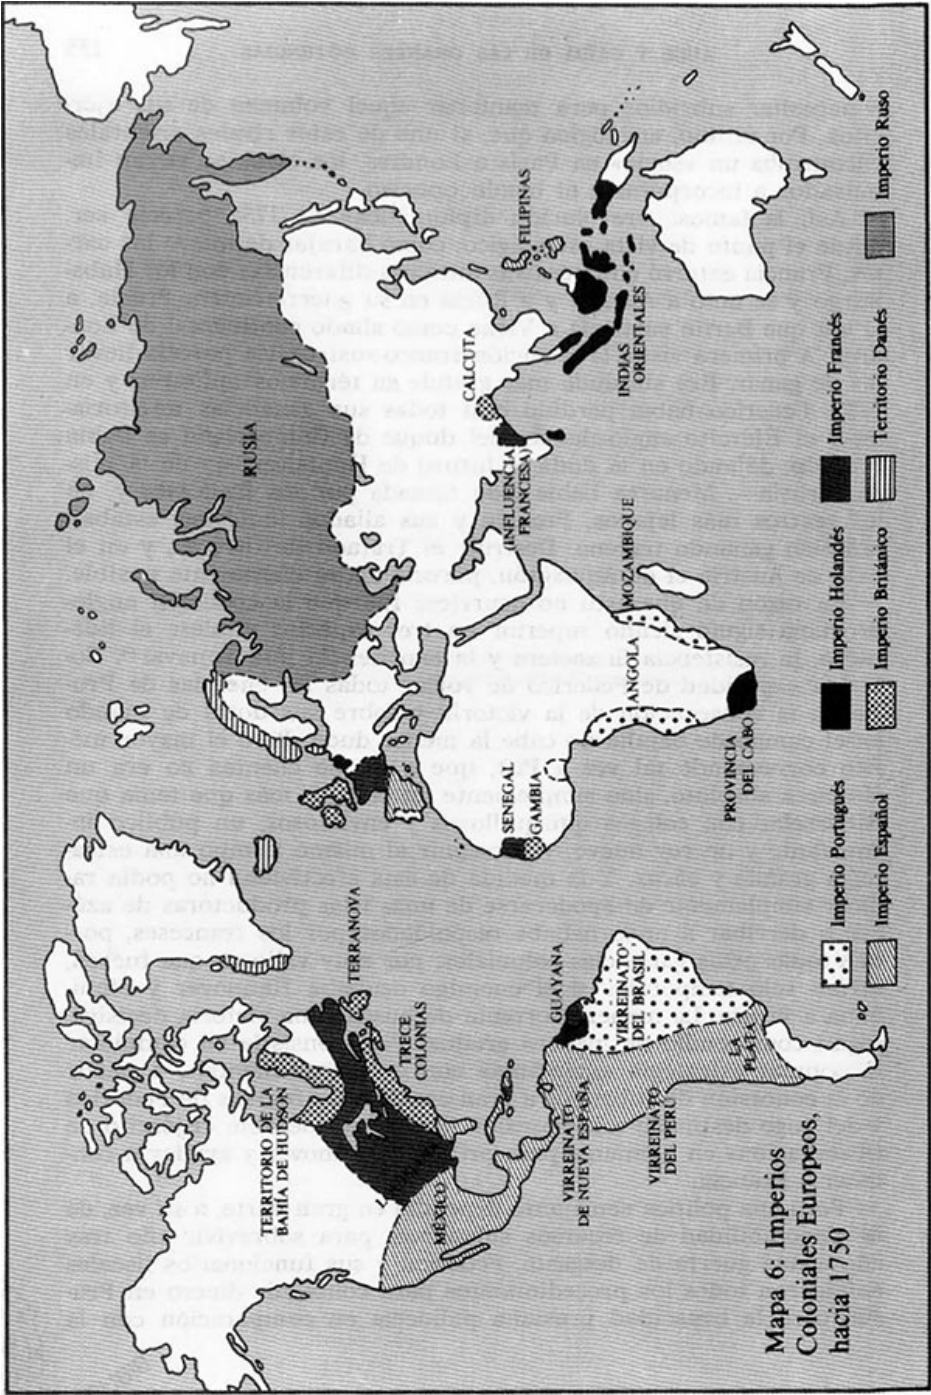 RUSIA
CALCUTA
FILIPINAS
(INFLUENCIA
FRANCESA)
INDIAS
ORIENTALES
MOZAMBIQUE
ANGOLA
PROVINCIA
DEL CABO
SENEGAL
GAMBIA
TERRITORIO DE LA
BAHÍA DE HUDSON
TERRANOVA
TRECE
COLONIAS
MÉXICO
GUAYANA
VIRREINATO
DE NUEVA ESPAÑA
VIRREINATO
DEL BRASIL
VIRREINATO
DEL PERÚ
LA
PLATA
Mapa 6: Imperios
Coloniales Europeos,
hacia 1750
Imperio Portugués
Imperio Holandés
Imperio Francés
Imperio Español
Imperio Británico
Territorio Danés
Imperio Ruso